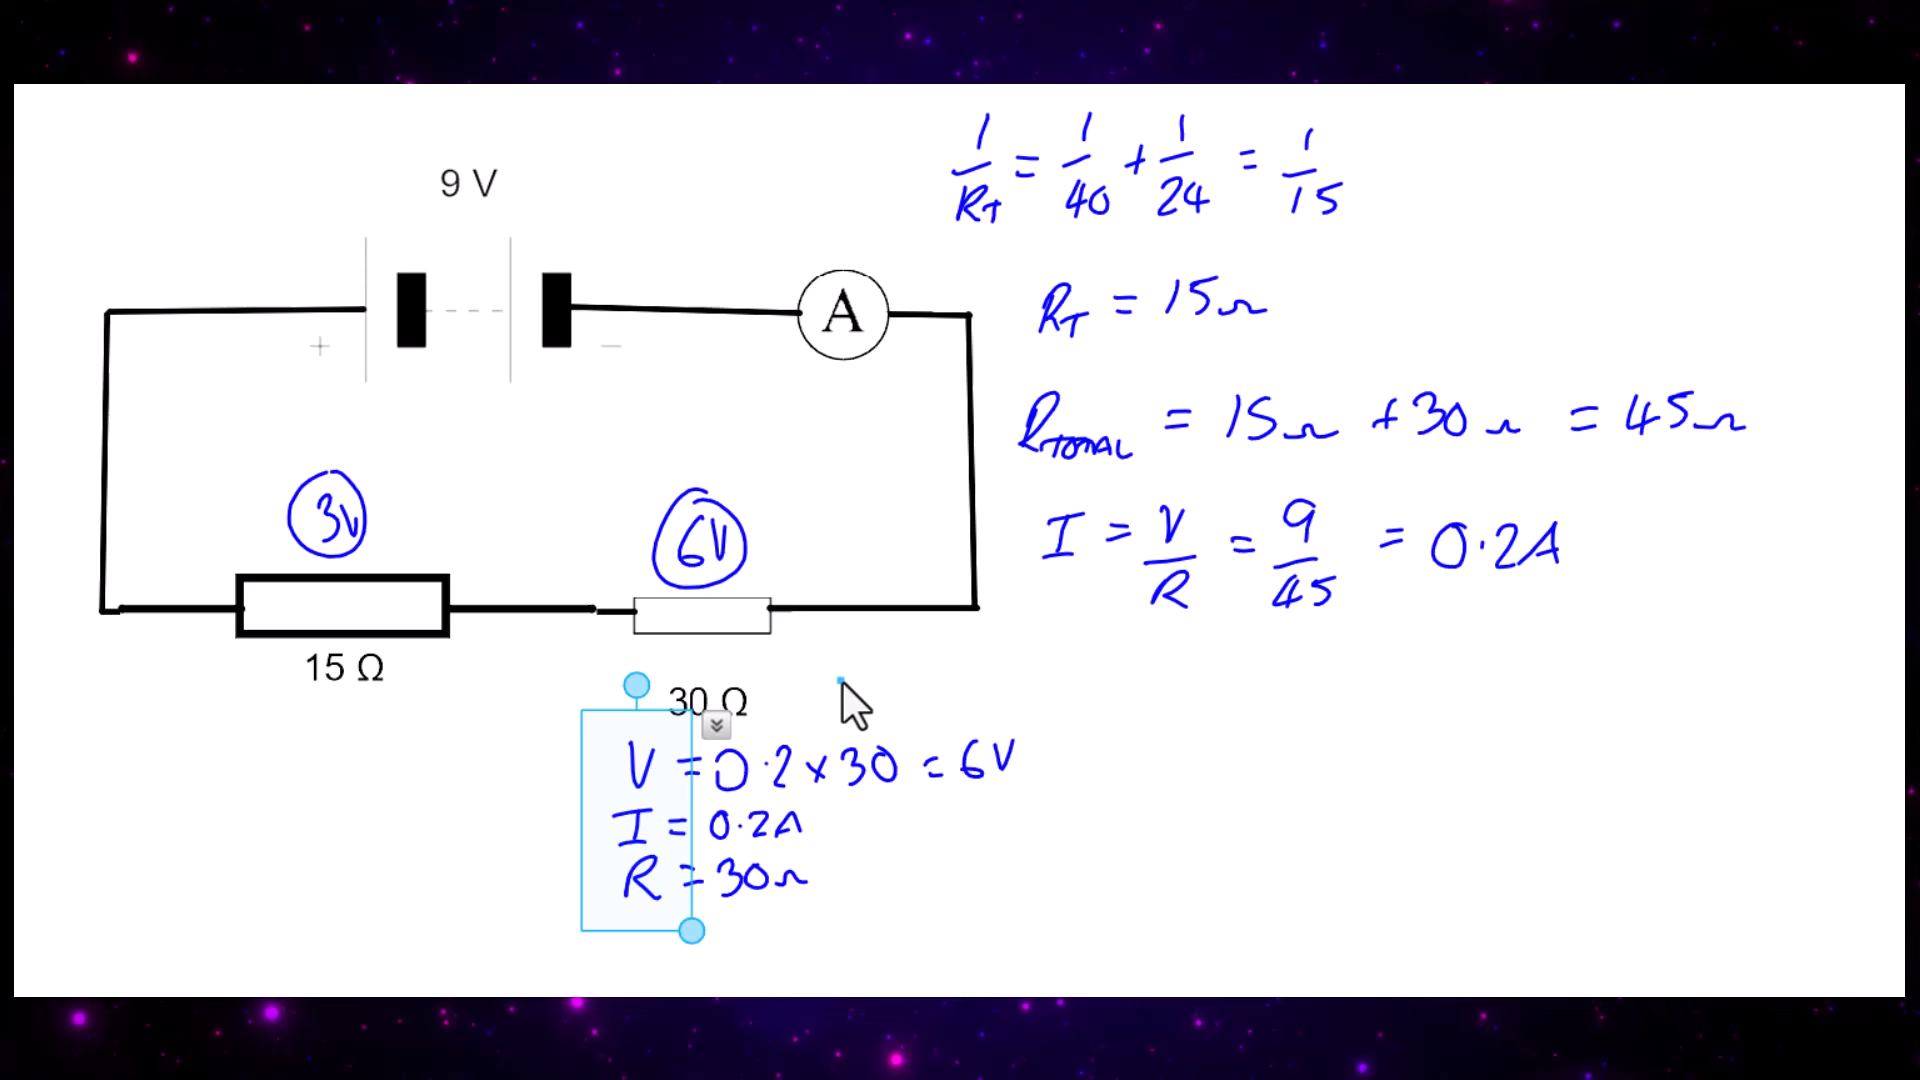 9 V
+
−
A
3V
6V
15 Ω
30 Ω
V = 0.2 x 30 = 6V
I = 0.2A
R = 30Ω
1/RT = 1/40 + 1/24 = 1/15
RT = 15Ω
RTOTAL = 15Ω + 30Ω = 45Ω
I = V/R = 9/45 = 0.2A